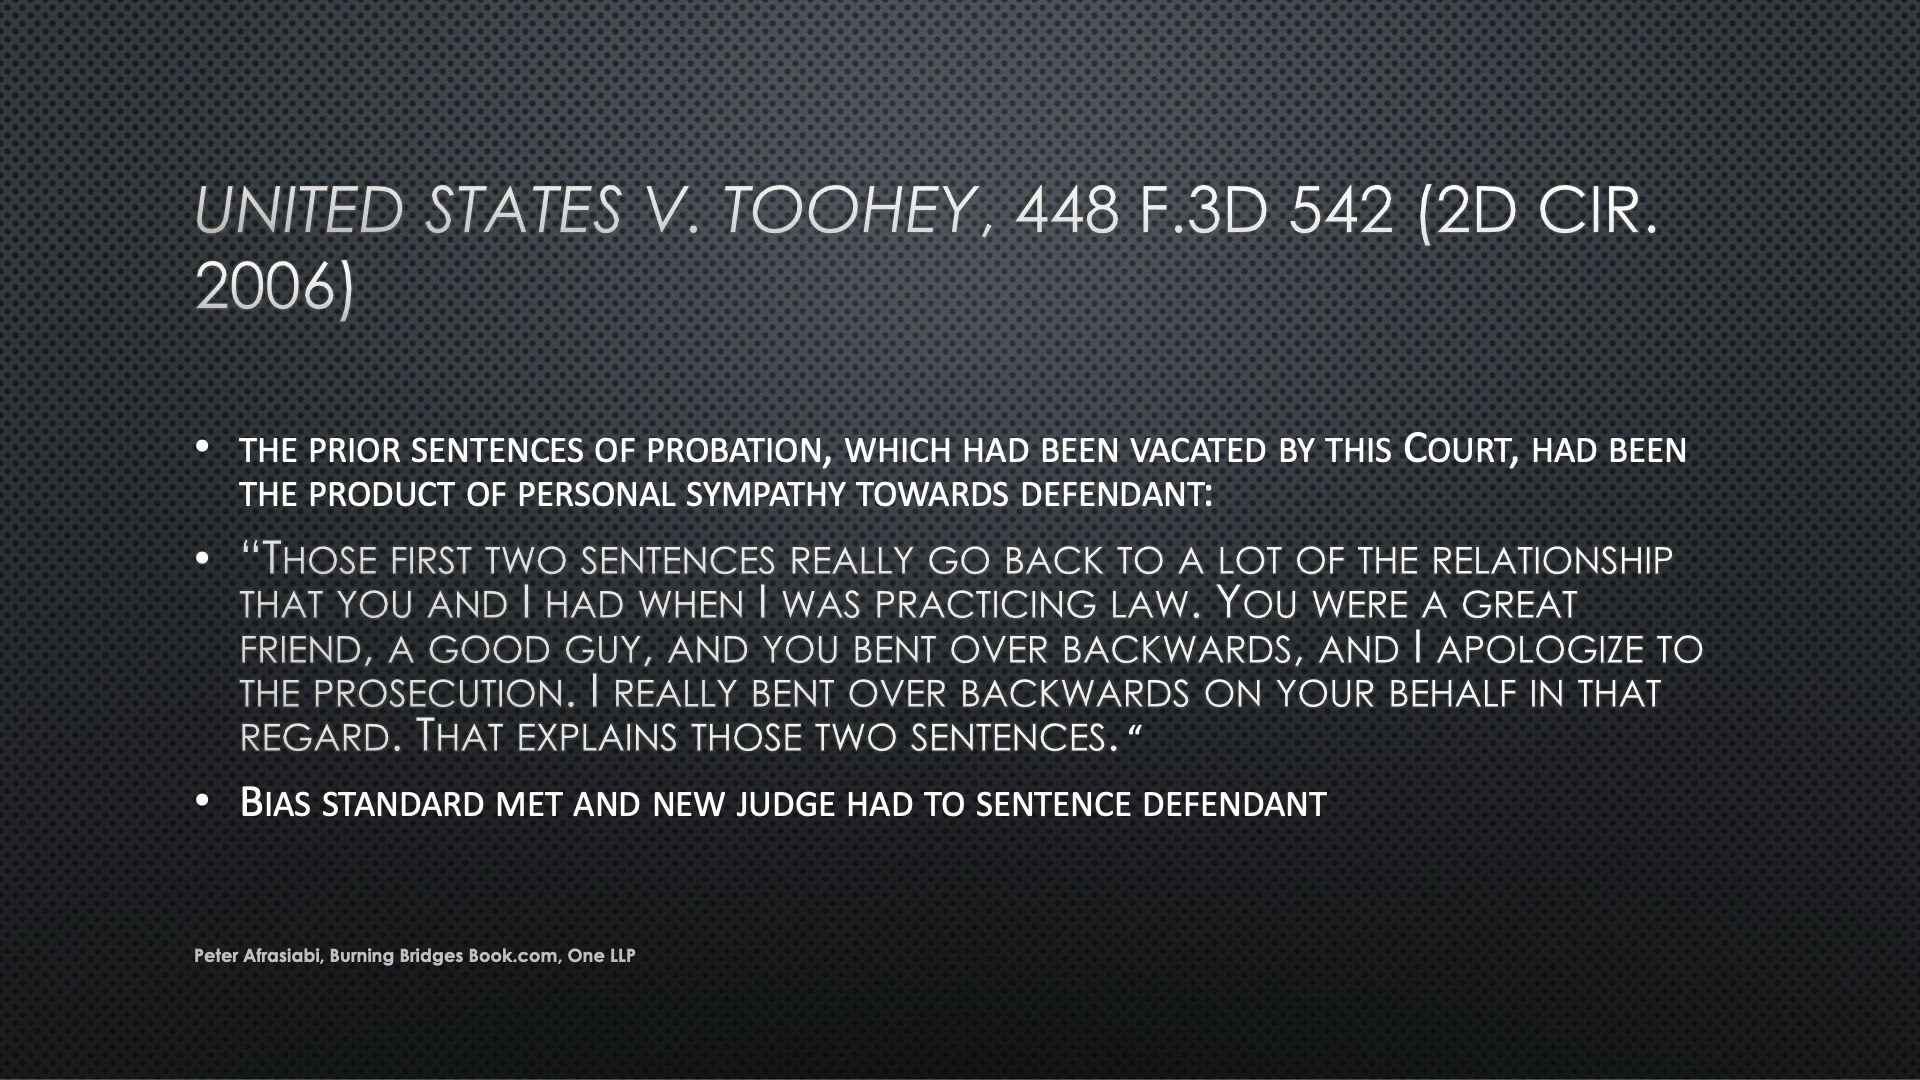 UNITED STATES V. TOOHEY, 448 F.3D 542 (2D CIR.
2006)
• THE PRIOR SENTENCES OF PROBATION, WHICH HAD BEEN VACATED BY THIS COURT, HAD BEEN
THE PRODUCT OF PERSONAL SYMPATHY TOWARDS DEFENDANT:
• “THOSE FIRST TWO SENTENCES REALLY GO BACK TO A LOT OF THE RELATIONSHIP
THAT YOU AND I HAD WHEN I WAS PRACTICING LAW. YOU WERE A GREAT
FRIEND, A GOOD GUY, AND YOU BENT OVER BACKWARDS, AND I APOLOGIZE TO
THE PROSECUTION. I REALLY BENT OVER BACKWARDS ON YOUR BEHALF IN THAT
REGARD. THAT EXPLAINS THOSE TWO SENTENCES. “
• BIAS STANDARD MET AND NEW JUDGE HAD TO SENTENCE DEFENDANT
Peter Afrasiabi, Burning Bridges Book.com, One LLP